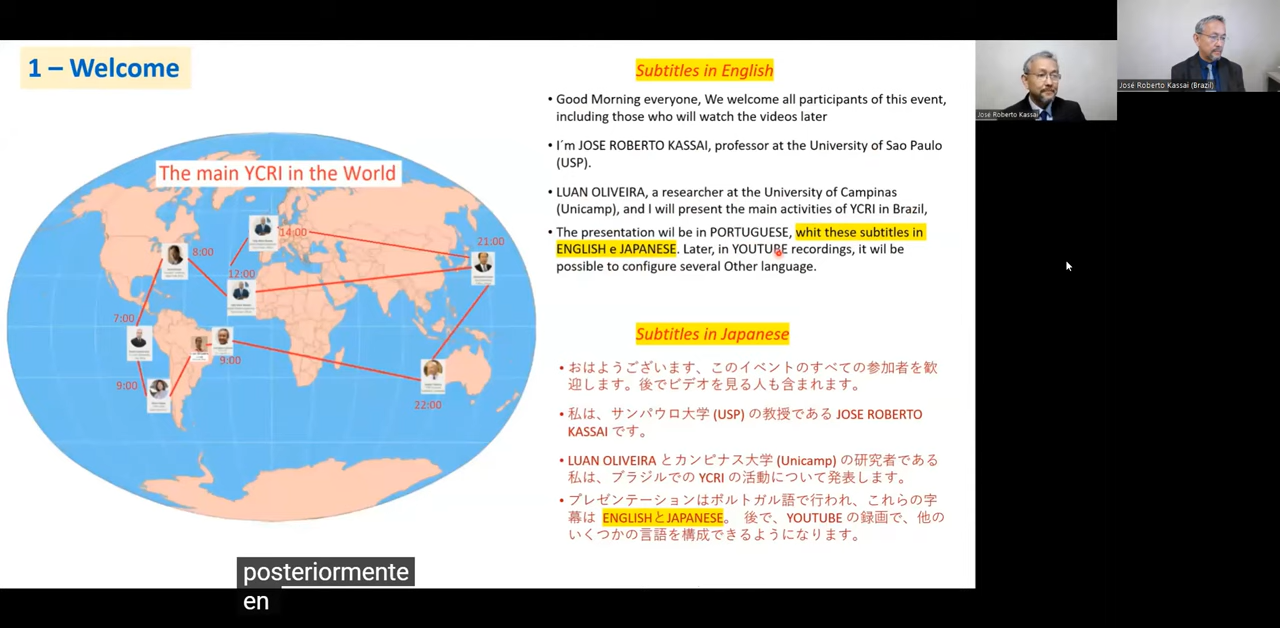 1 – Welcome
The main YCRI in the World
14:00
21:00
8:00
12:00
7:00
9:00
9:00
22:00
Subtitles in English
• Good Morning everyone, We welcome all participants of this event,
including those who will watch the videos later
• I´m JOSE ROBERTO KASSAI, professor at the University of Sao Paulo
(USP).
• LUAN OLIVEIRA, a researcher at the University of Campinas
(Unicamp), and I will present the main activities of YCRI in Brazil,
• The presentation wil be in PORTUGUESE, whit these subtitles in
ENGLISH e JAPANESE. Later, in YOUTUBE recordings, it wil be
possible to configure several Other language.
Subtitles in Japanese
• おはようございます、このイベントのすべての参加者を歓
迎します。後でビデオを見る人も含まれます。
• 私は、サンパウロ大学 (USP) の教授である JOSE ROBERTO
KASSAI です。
• LUAN OLIVEIRA とカンピナス大学 (Unicamp) の研究者である
私は、ブラジルでの YCRI の活動について発表します。
• プレゼンテーションはポルトガル語で行われ、これらの字
幕は ENGLISHとJAPANESE。 後で、YOUTUBE の録画で、他の
いくつかの言語を構成できるようになります。
José Roberto Kassai
José Roberto Kassai (Brazil)
posteriormente
en